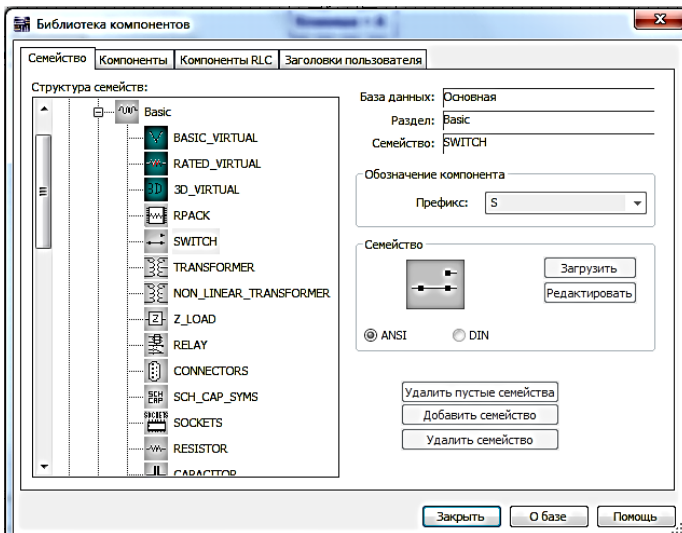 Библиотека компонентов
Семейство Компоненты Компоненты RLC Заголовки пользователя
Структура семейств:
Basic
BASIC_VIRTUAL
RATED_VIRTUAL
3D_VIRTUAL
RPACK
SWITCH
TRANSFORMER
NON_LINEAR_TRANSFORMER
Z_LOAD
RELAY
CONNECTORS
SCH_CAP_SYMS
SOCKETS
RESISTOR
CAPACITOR
База данных: Основная
Раздел: Basic
Семейство: SWITCH
Обозначение компонента
Префикс: S
Семейство
Загрузить
Редактировать
ANSI DIN
Удалить пустые семейства
Добавить семейство
Удалить семейство
Закрыть О базе Помощь